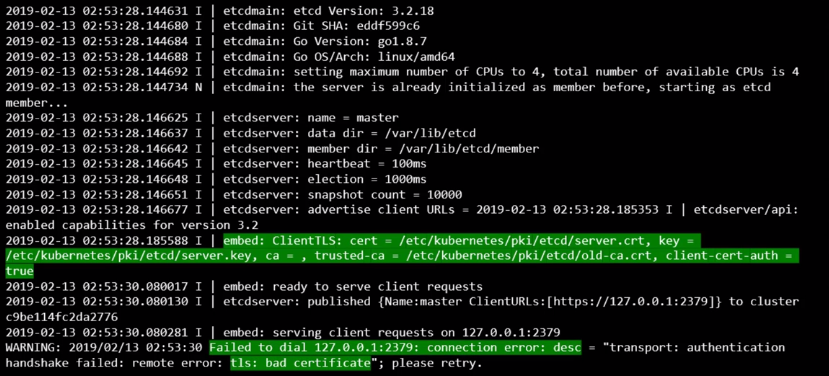 2019-02-13 02:53:28.144631 I | etcdmain: etcd Version: 3.2.18
2019-02-13 02:53:28.144680 I | etcdmain: Git SHA: eddf599c6
2019-02-13 02:53:28.144684 I | etcdmain: Go Version: go1.8.7
2019-02-13 02:53:28.144688 I | etcdmain: Go OS/Arch: linux/amd64
2019-02-13 02:53:28.144692 I | etcdmain: setting maximum number of CPUs to 4, total number of available CPUs is 4
2019-02-13 02:53:28.144734 N | etcdmain: the server is already initialized as member before, starting as etcd
member...
2019-02-13 02:53:28.146625 I | etcdserver: name = master
2019-02-13 02:53:28.146637 I | etcdserver: data dir = /var/lib/etcd
2019-02-13 02:53:28.146642 I | etcdserver: member dir = /var/lib/etcd/member
2019-02-13 02:53:28.146645 I | etcdserver: heartbeat = 100ms
2019-02-13 02:53:28.146648 I | etcdserver: election = 1000ms
2019-02-13 02:53:28.146651 I | etcdserver: snapshot count = 10000
2019-02-13 02:53:28.146677 I | etcdserver: advertise client URLs = 2019-02-13 02:53:28.185353 I | etcdserver/api:
enabled capabilities for version 3.2
2019-02-13 02:53:28.185588 I | embed: ClientTLS: cert = /etc/kubernetes/pki/etcd/server.crt, key =
/etc/kubernetes/pki/etcd/server.key, ca = , trusted-ca = /etc/kubernetes/pki/etcd/old-ca.crt, client-cert-auth =
true
2019-02-13 02:53:30.080017 I | embed: ready to serve client requests
2019-02-13 02:53:30.080130 I | etcdserver: published {Name:master ClientURLs:[https://127.0.0.1:2379]} to cluster
c9be114fc2da2776
2019-02-13 02:53:30.080281 I | embed: serving client requests on 127.0.0.1:2379
WARNING: 2019/02/13 02:53:30 Failed to dial 127.0.0.1:2379: connection error: desc = "transport: authentication
handshake failed: remote error: tls: bad certificate"; please retry.